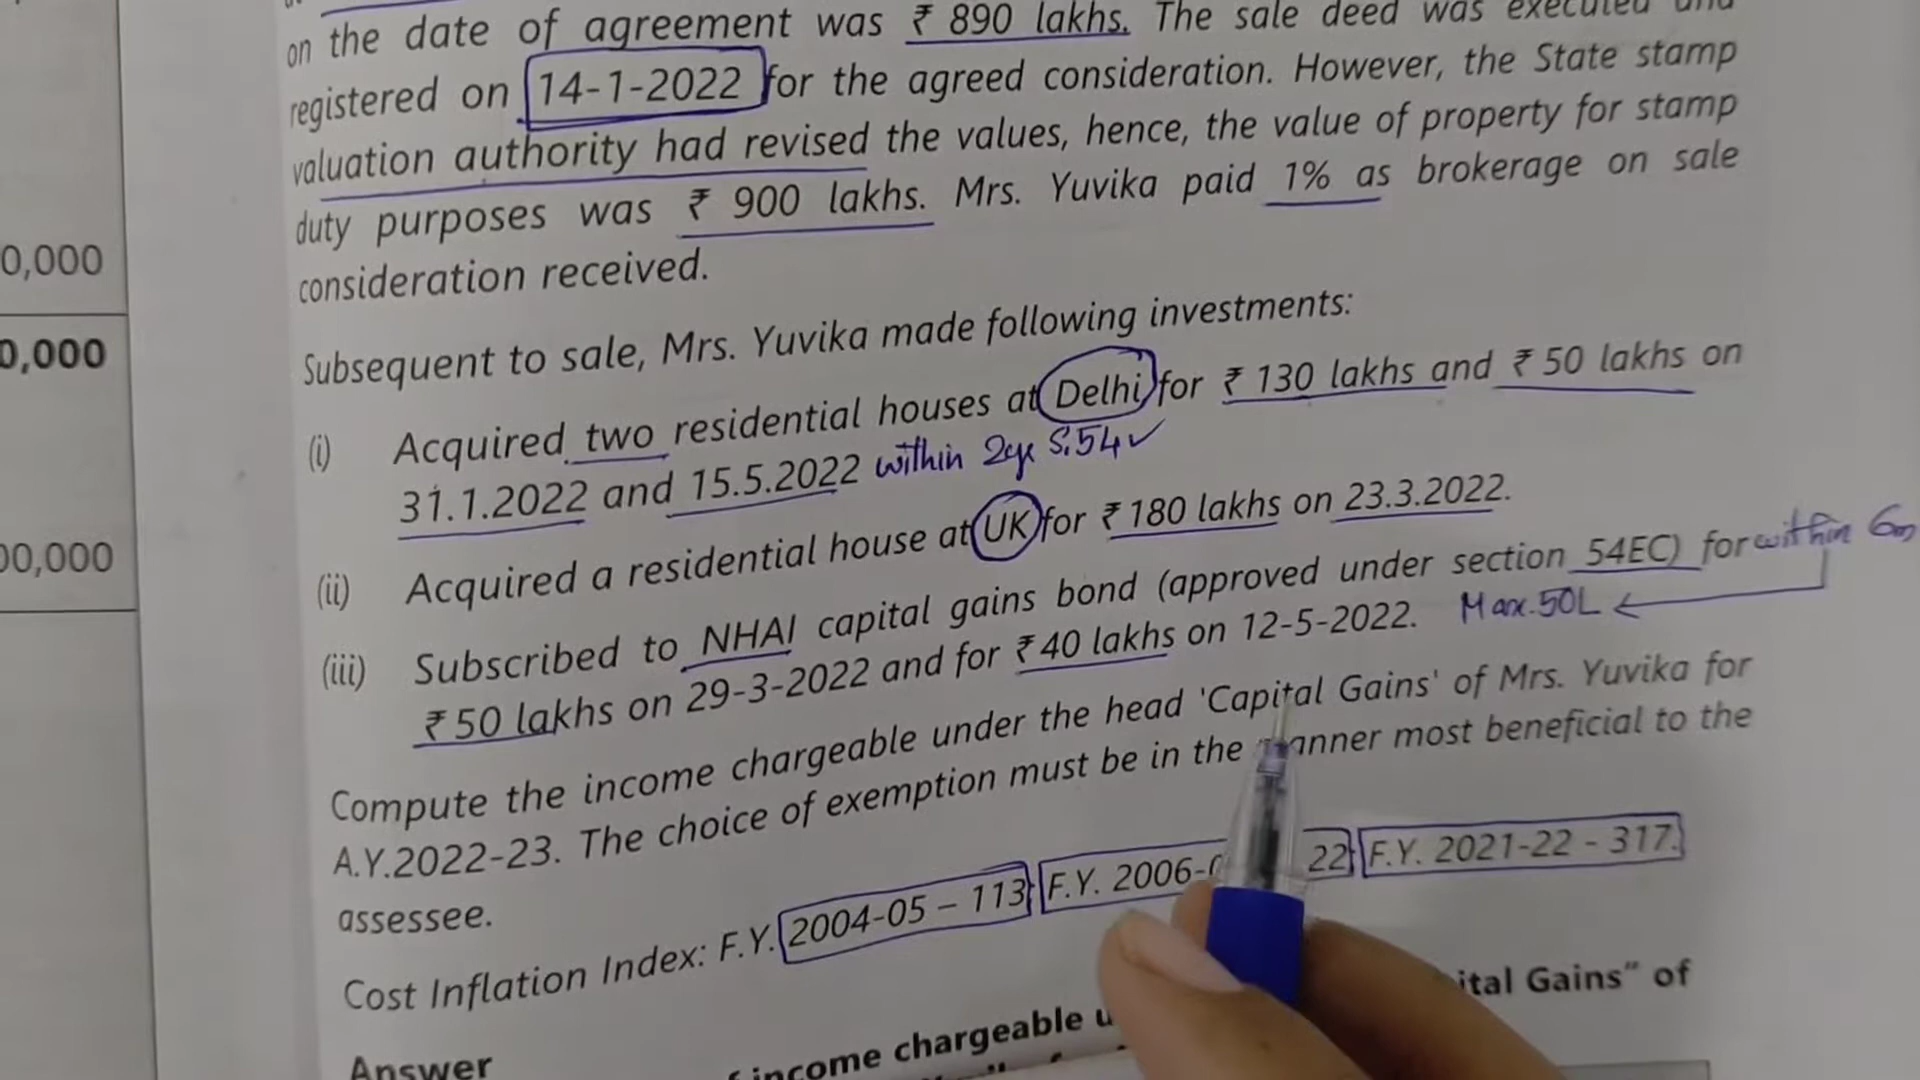 on the date of agreement was ₹ 890 lakhs. The sale deed was executed and
registered on 14-1-2022 for the agreed consideration. However, the State stamp
valuation authority had revised the values, hence, the value of property for stamp
duty purposes was ₹ 900 lakhs. Mrs. Yuvika paid 1% as brokerage on sale
consideration received.
0,000
0,000
00,000
Subsequent to sale, Mrs. Yuvika made following investments:
(i) Acquired two residential houses at Delhi for ₹ 130 lakhs and ₹ 50 lakhs on
31.1.2022 and 15.5.2022 within 2yr S.54✓
(ii) Acquired a residential house at UK for ₹ 180 lakhs on 23.3.2022.
(iii) Subscribed to NHAI capital gains bond (approved under section 54EC) for within 6m
₹ 50 lakhs on 29-3-2022 and for ₹ 40 lakhs on 12-5-2022. Max.50L
Compute the income chargeable under the head 'Capital Gains' of Mrs. Yuvika for
A.Y.2022-23. The choice of exemption must be in the manner most beneficial to the
assessee.
Cost Inflation Index: F.Y. 2004-05 – 113; F.Y. 2006- 22; F.Y. 2021-22 - 317.
Answer
income chargeable ital Gains" of